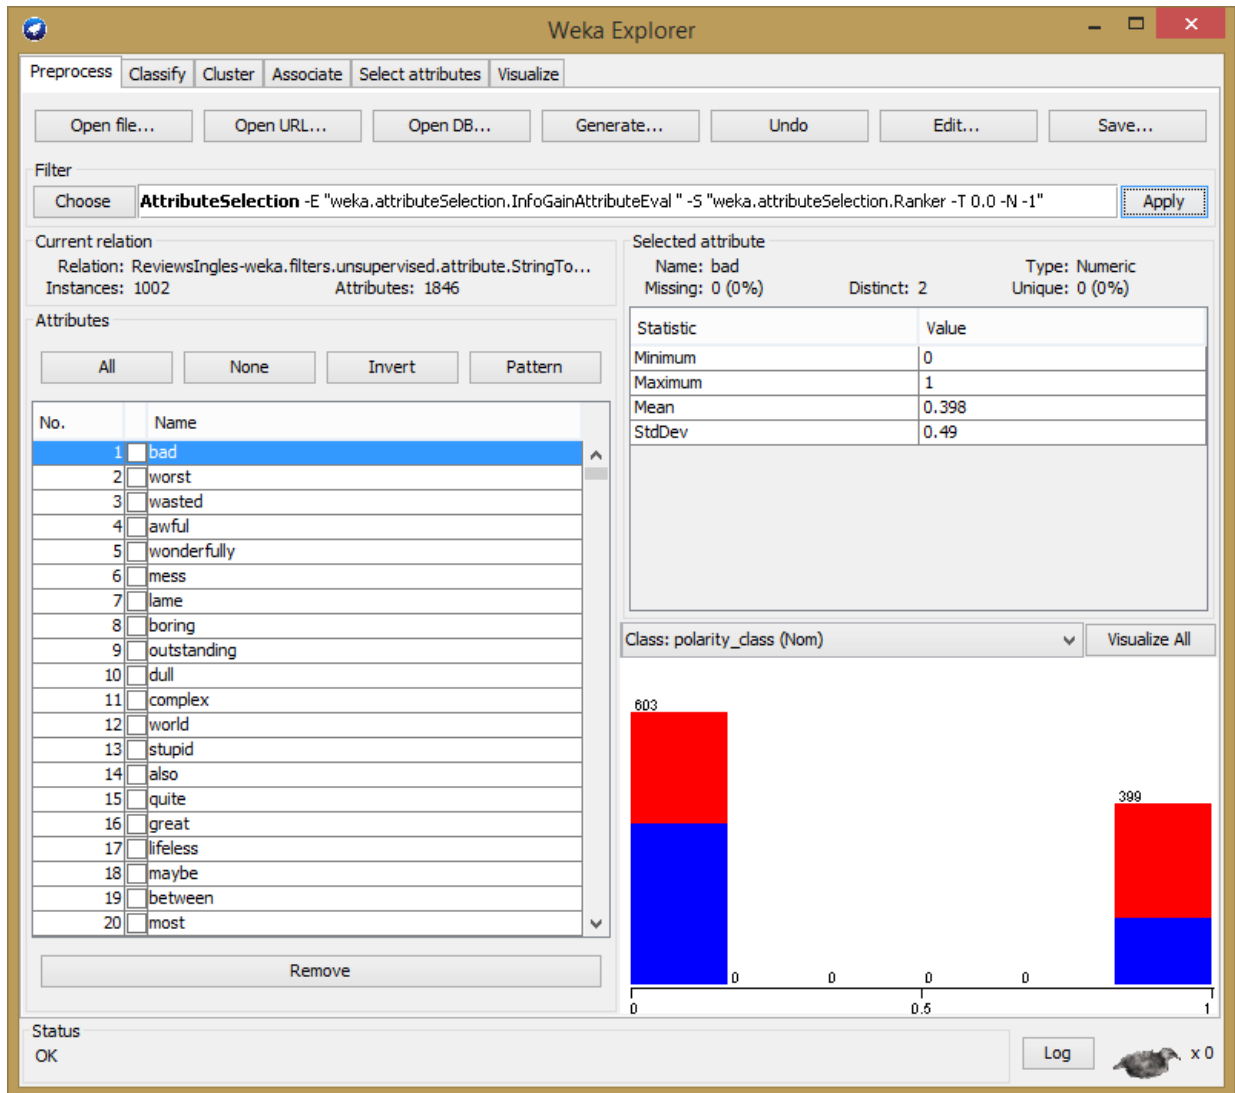 Weka Explorer
Preprocess Classify Cluster Associate Select attributes Visualize
Open file... Open URL... Open DB... Generate... Undo Edit... Save...
Filter
Choose AttributeSelection -E "weka.attributeSelection.InfoGainAttributeEval " -S "weka.attributeSelection.Ranker -T 0.0 -N -1" Apply
Current relation
Relation: ReviewsIngles-weka.filters.unsupervised.attribute.StringTo...
Instances: 1002 Attributes: 1846
Attributes
All None Invert Pattern
No. Name
1 bad
2 worst
3 wasted
4 awful
5 wonderfully
6 mess
7 lame
8 boring
9 outstanding
10 dull
11 complex
12 world
13 stupid
14 also
15 quite
16 great
17 lifeless
18 maybe
19 between
20 most
Remove
Selected attribute
Name: bad Type: Numeric
Missing: 0 (0%) Distinct: 2 Unique: 0 (0%)
Statistic Value
Minimum 0
Maximum 1
Mean 0.398
StdDev 0.49
Class: polarity_class (Nom) Visualize All
603
399
0 0 0 0
0 0.5 1
Status
OK
Log x 0